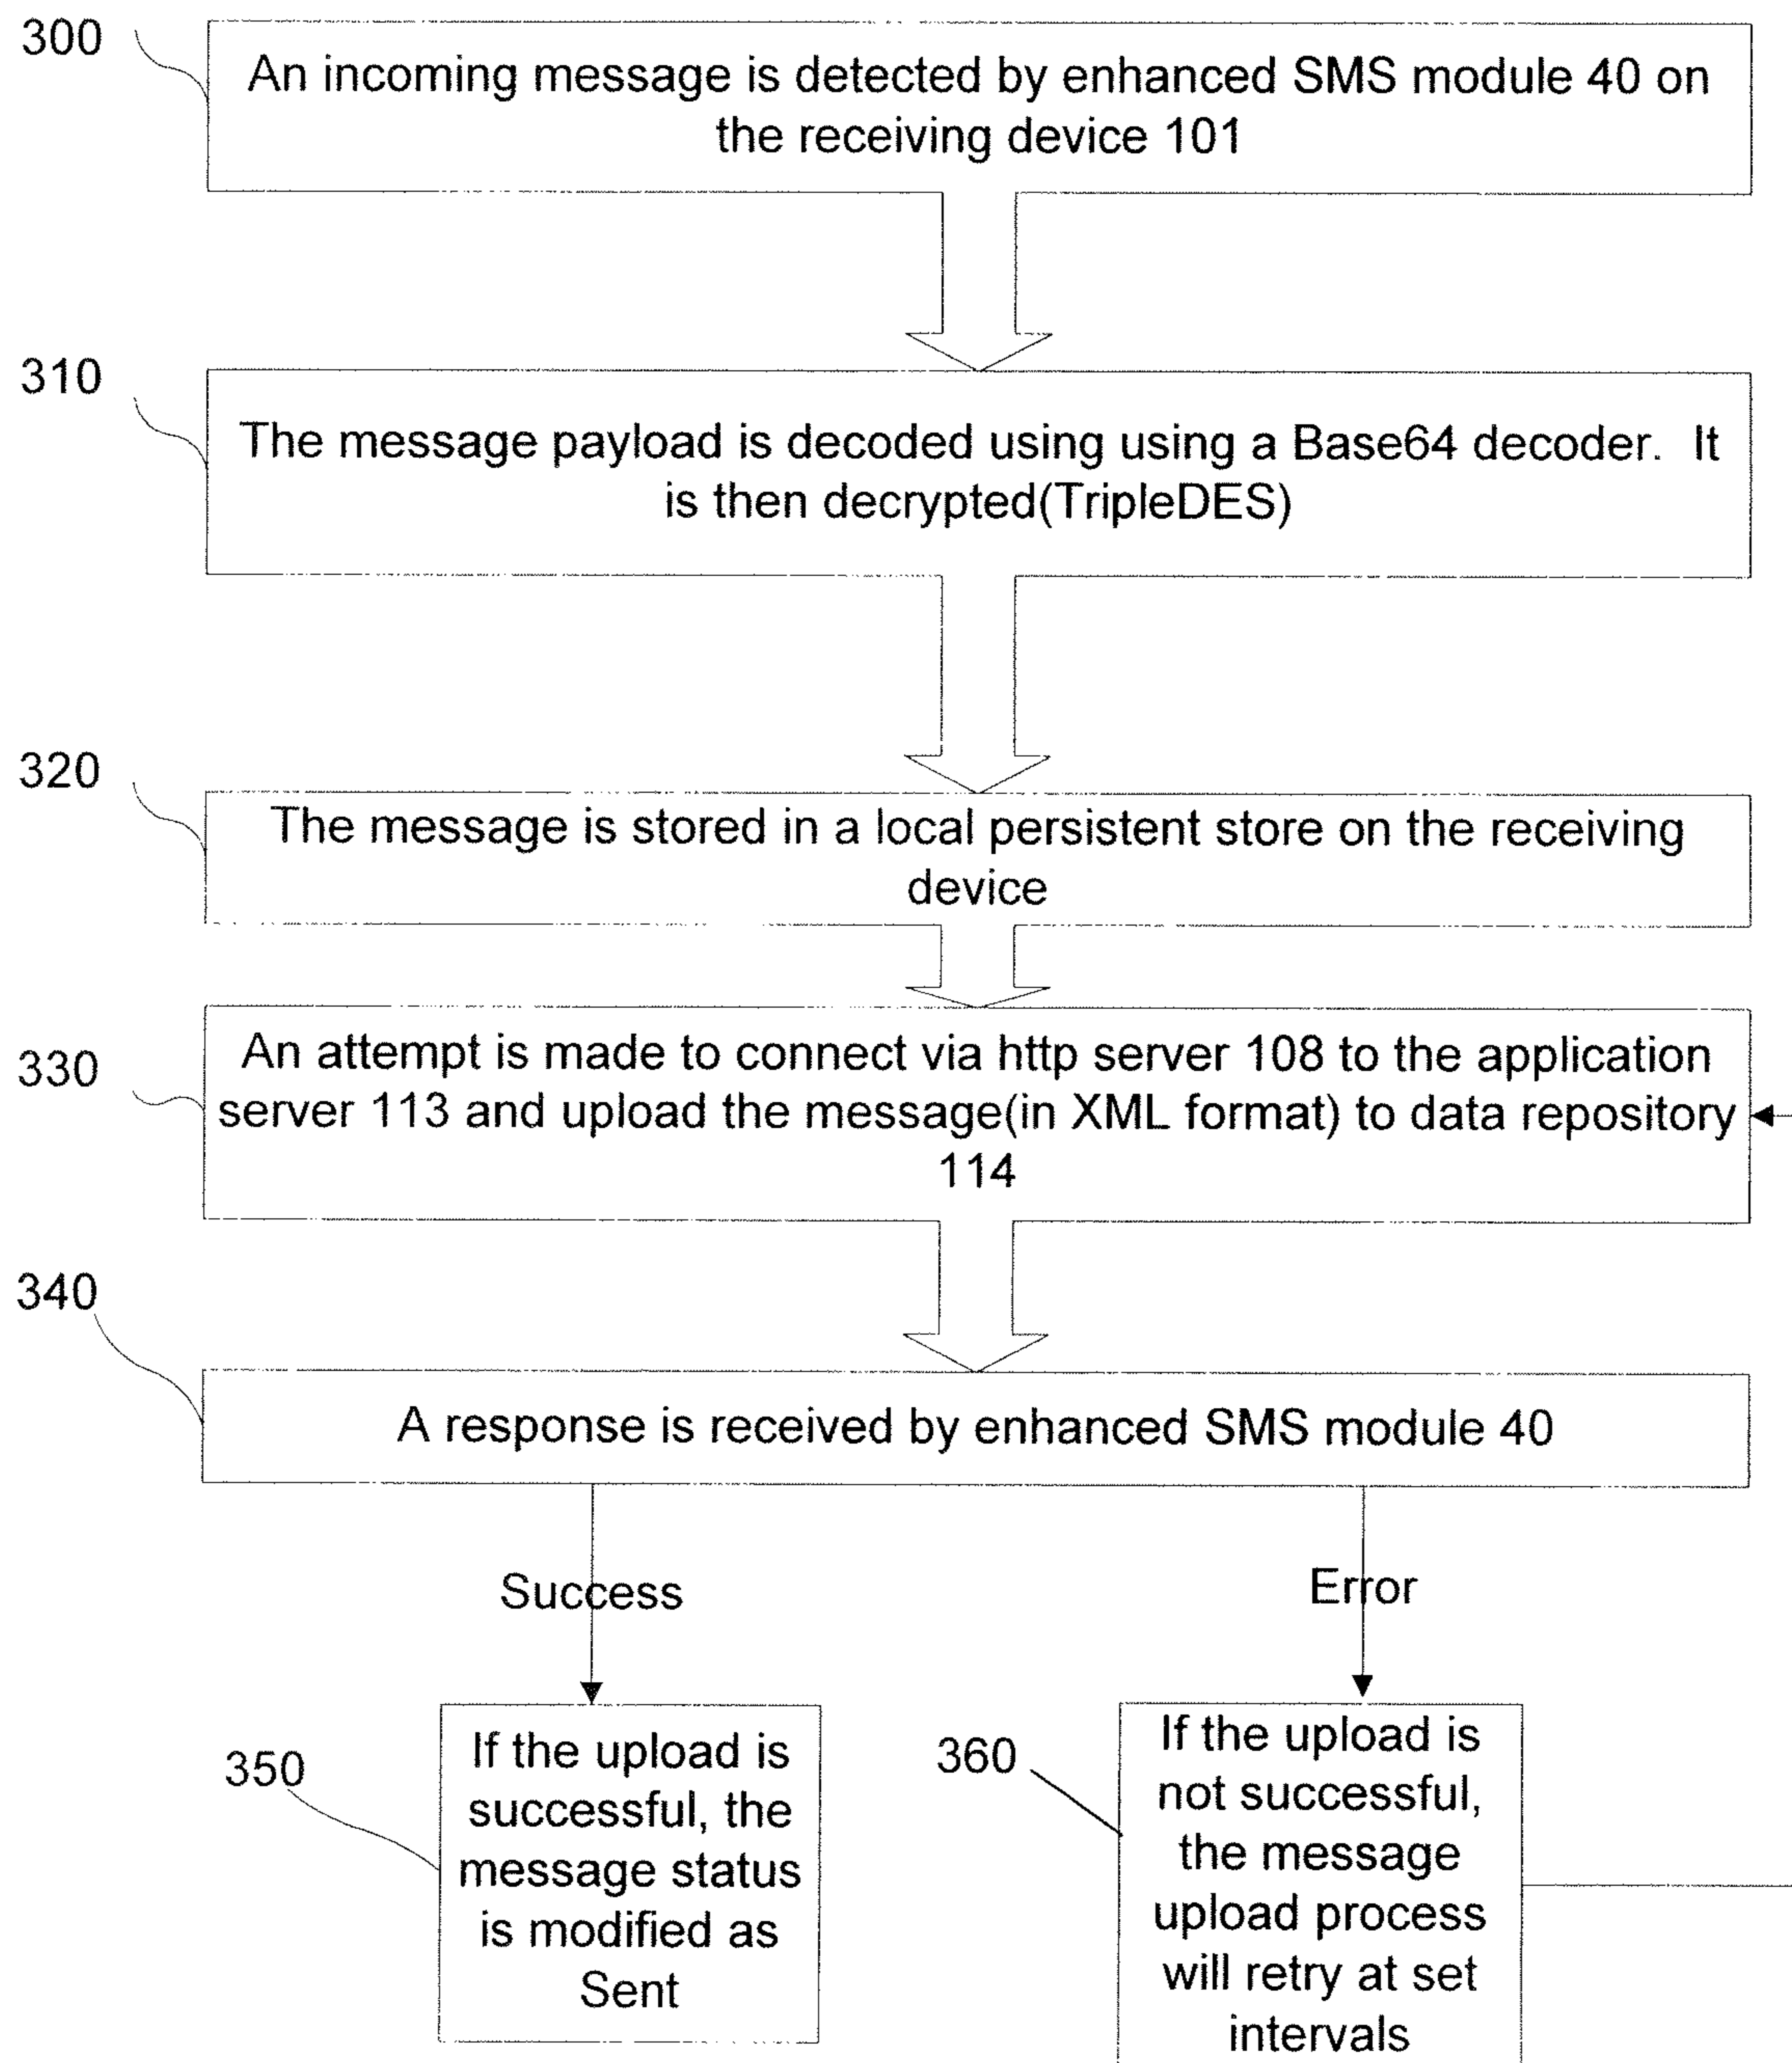 300
An incoming message is detected by enhanced SMS module 40 on
the receiving device 101
310
The message payload is decoded using using a Base64 decoder.  It
is then decrypted(TripleDES)
320
The message is stored in a local persistent store on the receiving
device
330
An attempt is made to connect via http server 108 to the application
server 113 and upload the message(in XML format) to data repository
114
340
A response is received by enhanced SMS module 40
Success
Error
350
If the upload is
successful, the
message status
is modified as
Sent
360
If the upload is
not successful,
the message
upload process
will retry at set
intervals